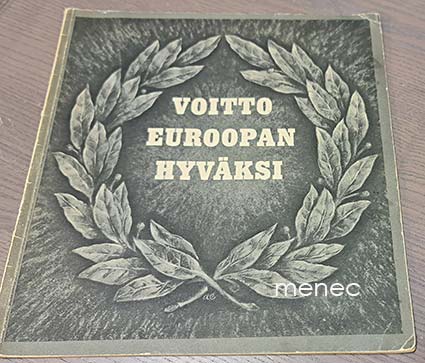 VOITTO
EUROOPAN
HYVÄKSI
menec